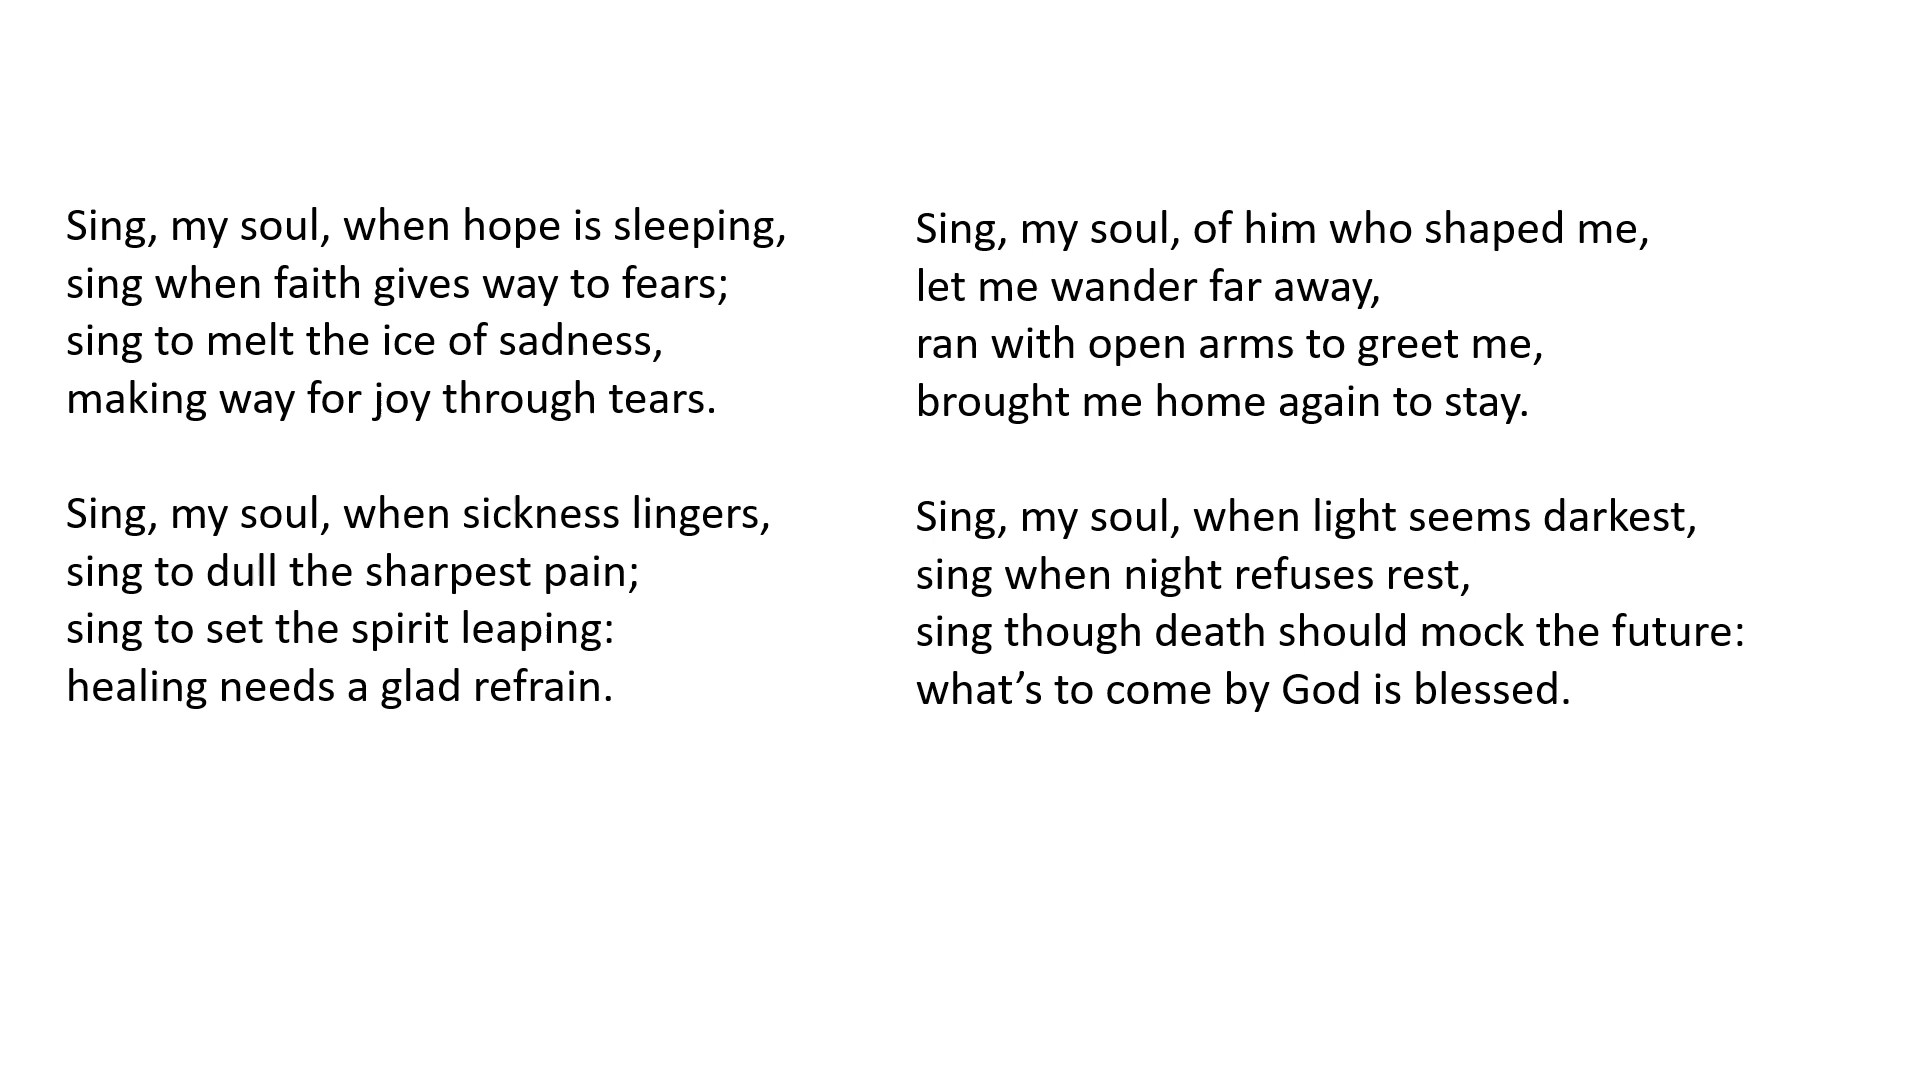 Sing, my soul, when hope is sleeping,
sing when faith gives way to fears;
sing to melt the ice of sadness,
making way for joy through tears.
Sing, my soul, when sickness lingers,
sing to dull the sharpest pain;
sing to set the spirit leaping:
healing needs a glad refrain.
Sing, my soul, of him who shaped me,
let me wander far away,
ran with open arms to greet me,
brought me home again to stay.
Sing, my soul, when light seems darkest,
sing when night refuses rest,
sing though death should mock the future:
what’s to come by God is blessed.